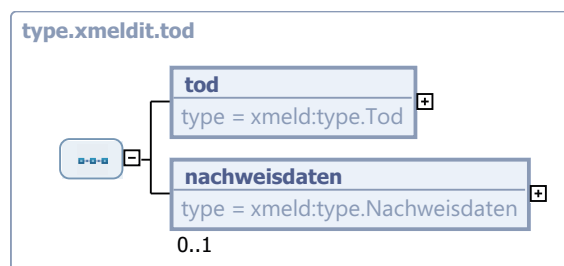 type.xmeldit.tod
tod
type = xmeld:type.Tod
nachweisdaten
type = xmeld:type.Nachweisdaten
0..1